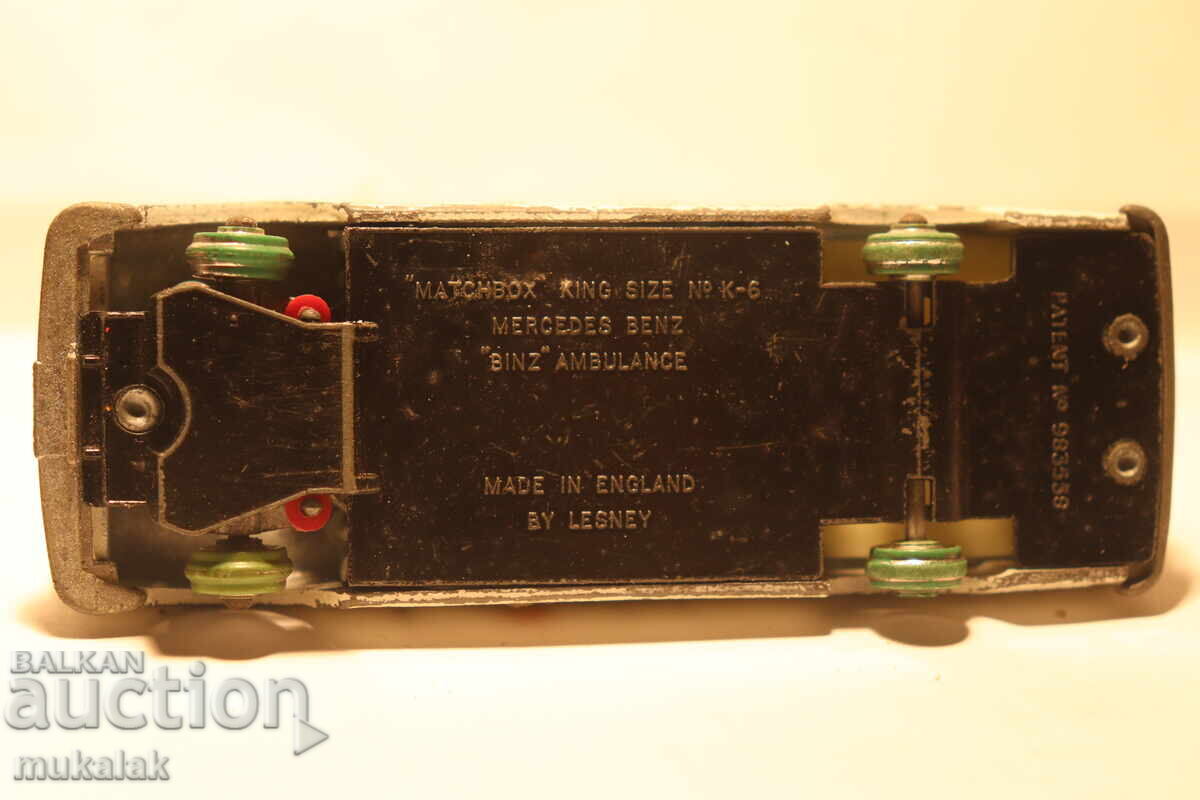 "MATCHBOX KING SIZE Nº K-6
MERCEDES BENZ
"BINZ" AMBULANCE
MADE IN ENGLAND
BY LESNEY
PATENT Nº 983558
BALKAN
auction
mukalak